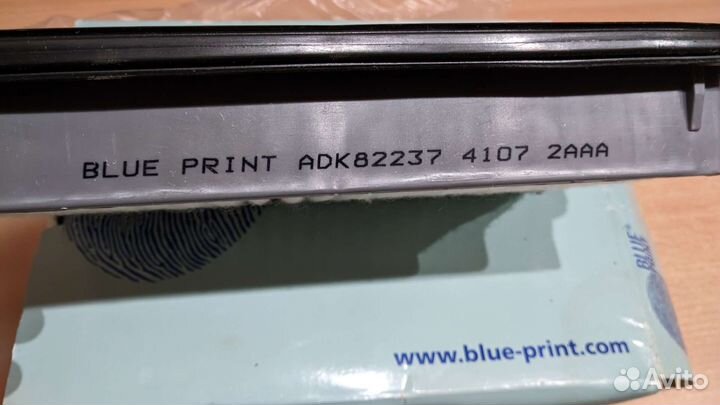 BLUE PRINT ADK82237 4107 2AAA
BLUE
www.blue-print.com
Avito